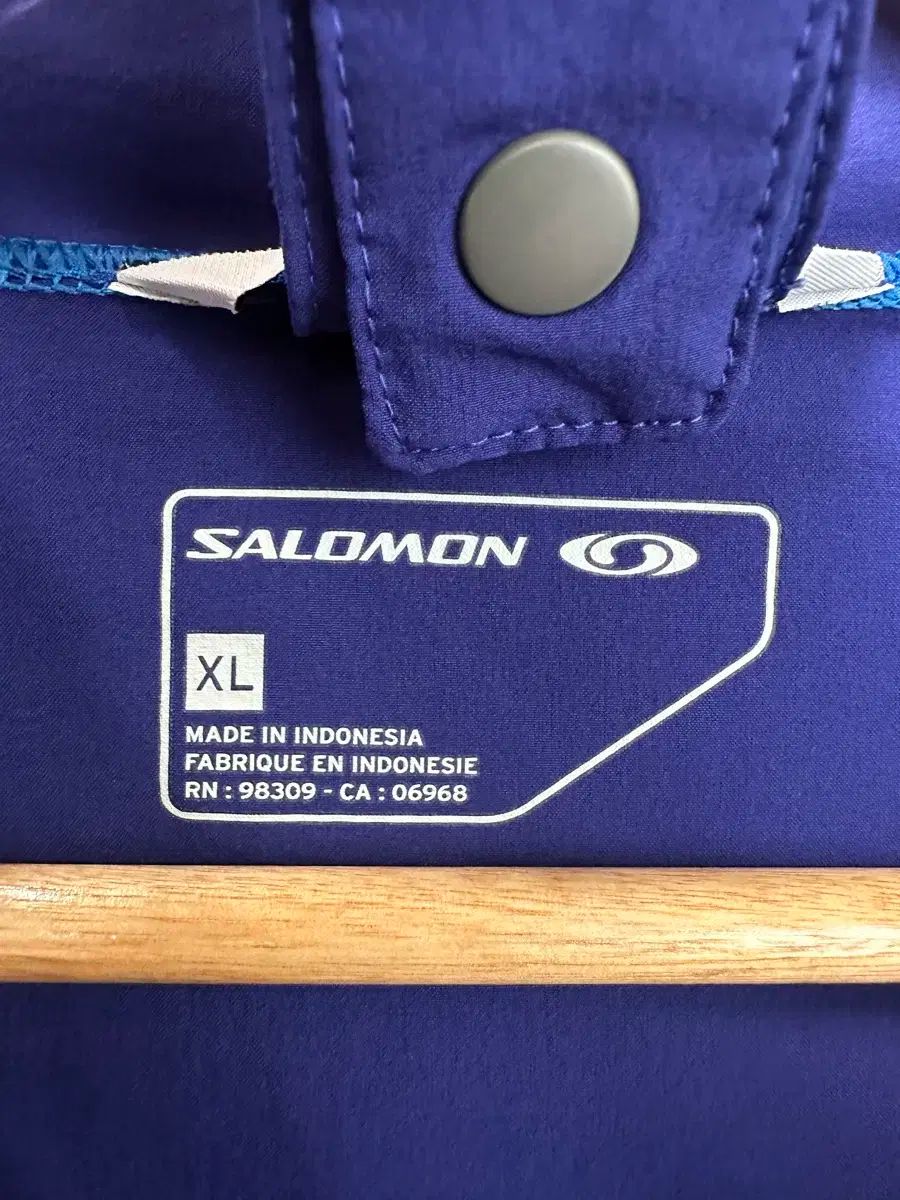 SALOMON
XL
MADE IN INDONESIA
FABRIQUE EN INDONESIE
RN : 98309 - CA : 06968